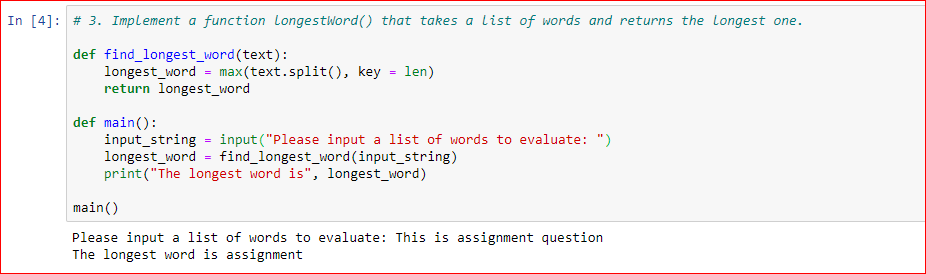 In [4]: # 3. Implement a function longestWord() that takes a list of words and returns the longest one.
def find_longest_word(text):
    longest_word = max(text.split(), key = len)
    return longest_word
def main():
    input_string = input("Please input a list of words to evaluate: ")
    longest_word = find_longest_word(input_string)
    print("The longest word is", longest_word)
main()
Please input a list of words to evaluate: This is assignment question
The longest word is assignment